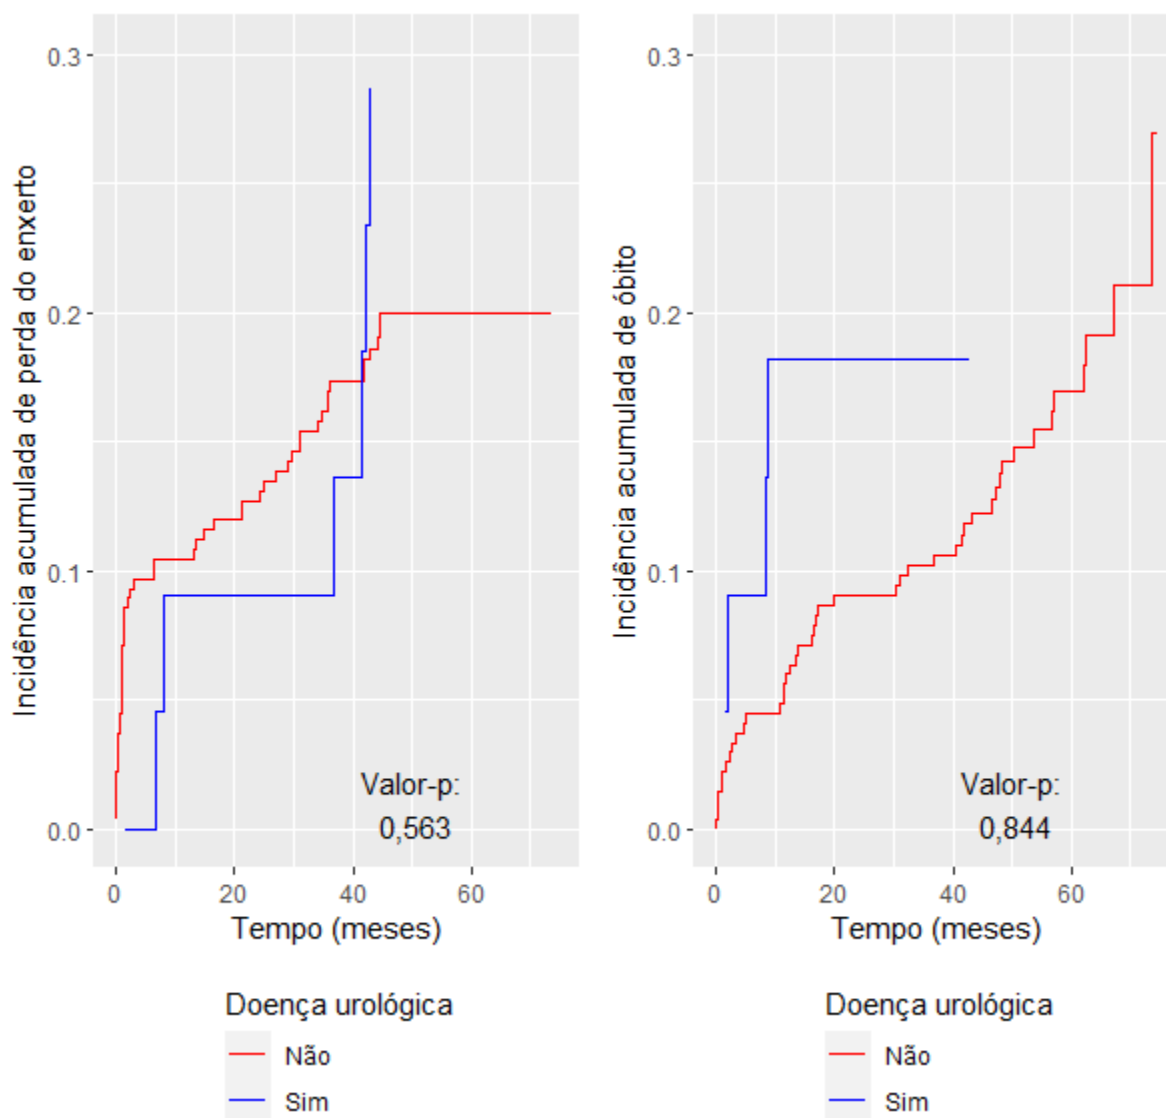 Incidência acumulada de perda do enxerto
0.3
0.2
0.1
0.0
Valor-p:
0,563
0 20 40 60
Tempo (meses)
Doença urológica
Não
Sim
Incidência acumulada de óbito
0.3
0.2
0.1
0.0
Valor-p:
0,844
0 20 40 60
Tempo (meses)
Doença urológica
Não
Sim